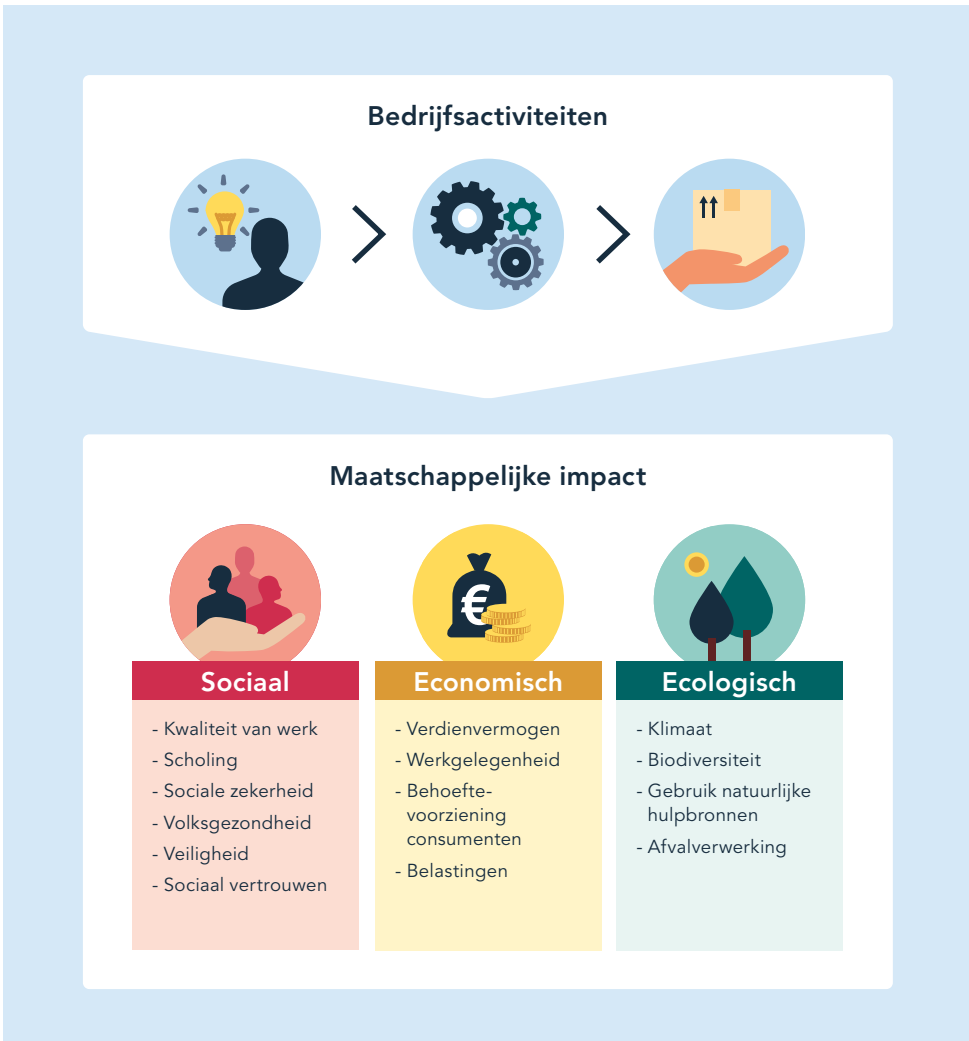 Bedrijfsactiviteiten
Maatschappelijke impact
€
Sociaal
- Kwaliteit van werk
- Scholing
- Sociale zekerheid
- Volksgezondheid
- Veiligheid
- Sociaal vertrouwen
Economisch
- Verdienvermogen
- Werkgelegenheid
- Behoefte-
voorziening
consumenten
- Belastingen
Ecologisch
- Klimaat
- Biodiversiteit
- Gebruik natuurlijke
hulpbronnen
- Afvalverwerking